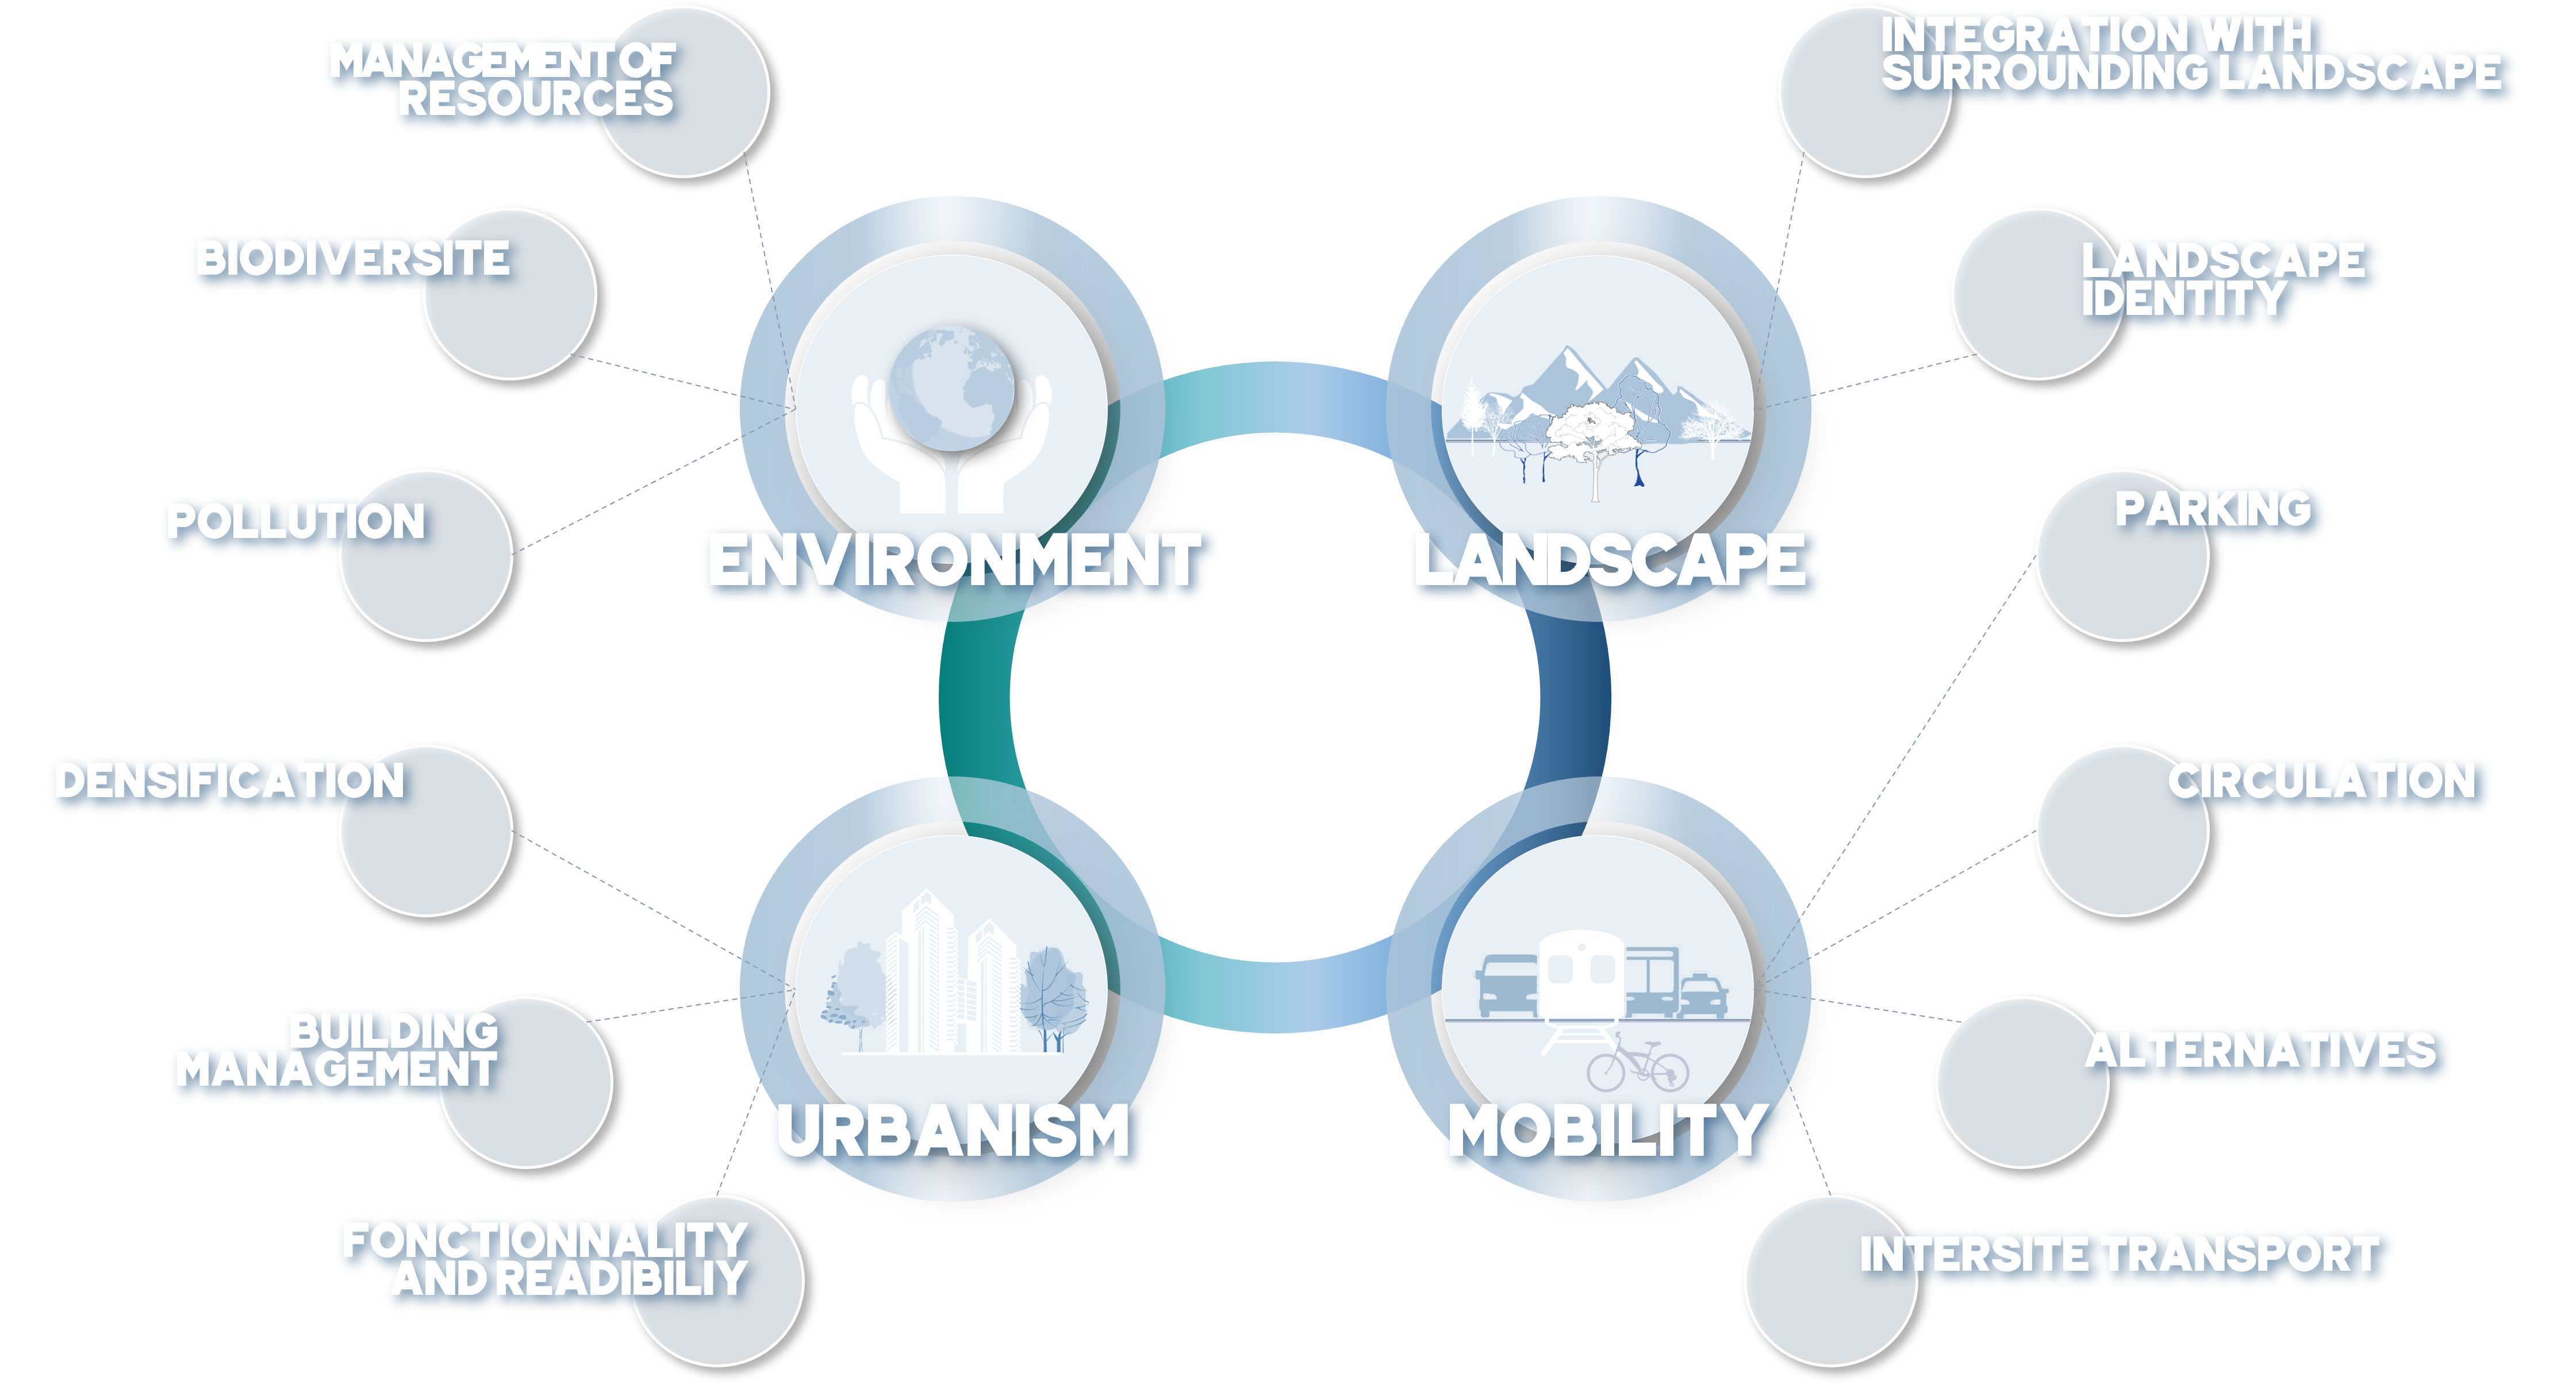 MANAGEMENT OF
RESOURCES
BIODIVERSITE
POLLUTION
ENVIRONMENT
INTEGRATION WITH
SURROUNDING LANDSCAPE
LANDSCAPE
IDENTITY
LANDSCAPE
DENSIFICATION
BUILDING
MANAGEMENT
FONCTIONNALITY
AND READIBILIY
URBANISM
PARKING
CIRCULATION
ALTERNATIVES
INTERSITE TRANSPORT
MOBILITY